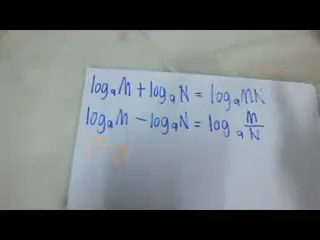 logₐM + logₐN = logₐMN
logₐM − logₐN = logₐ M/N